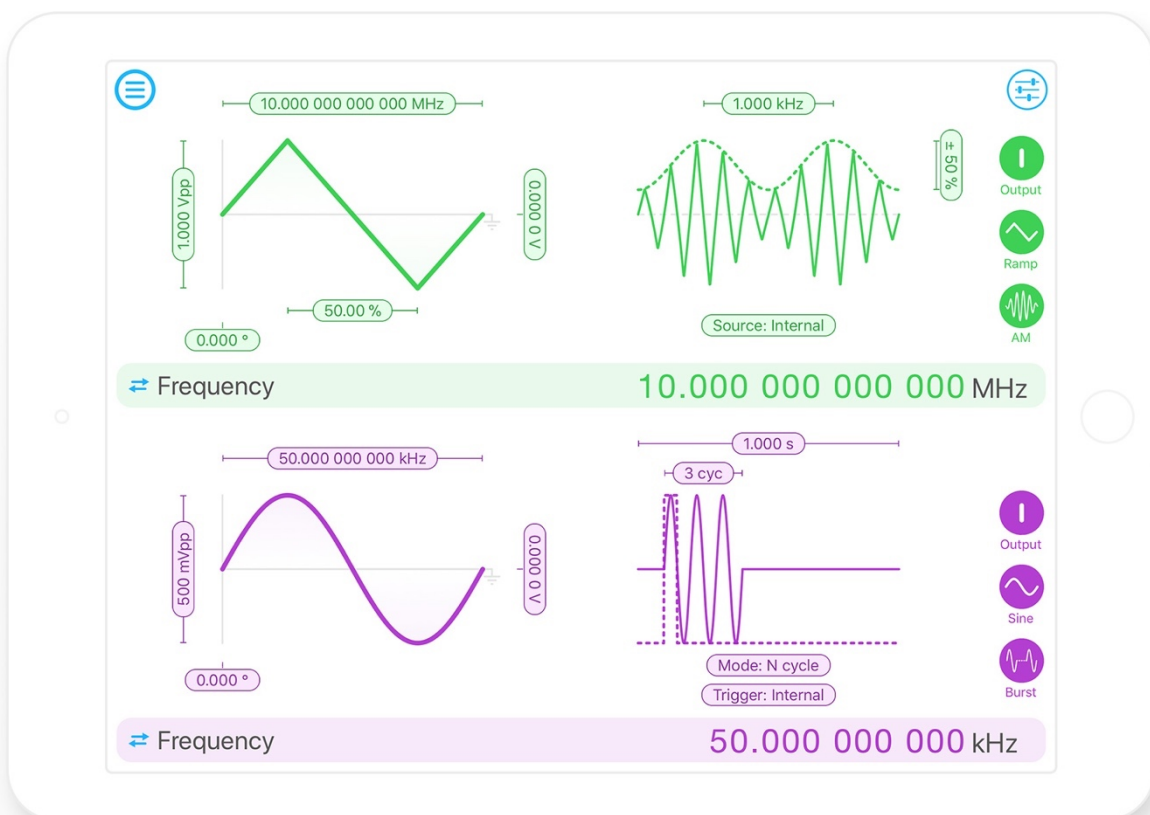 10.000 000 000 000 MHz
1.000 kHz
1.000 Vpp
0.000 0 V
± 50 %
Output
Ramp
AM
50.00 %
Source: Internal
0.000 °
Frequency 10.000 000 000 000 MHz
50.000 000 000 kHz
1.000 s
3 cyc
500 mVpp
0.000 0 V
Output
Sine
Burst
0.000 °
Mode: N cycle
Trigger: Internal
Frequency 50.000 000 000 kHz